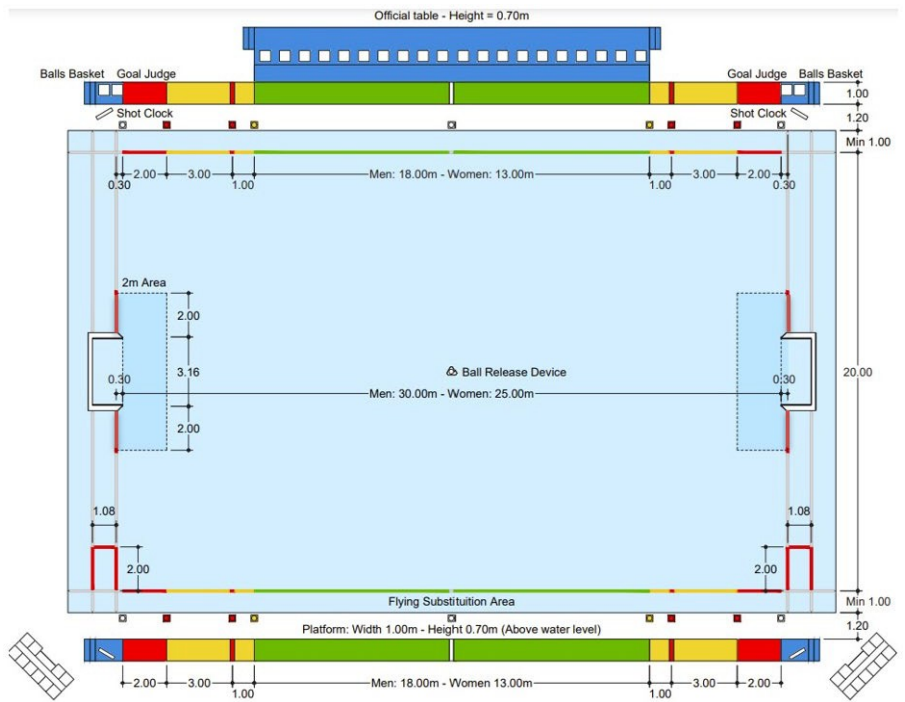 Official table - Height = 0.70m
Balls Basket Goal Judge Goal Judge Balls Basket
1.00
Shot Clock Shot Clock
1.20
Min 1.00
0.30 2.00 3.00 1.00 Men: 18.00m - Women: 13.00m 1.00 3.00 2.00 0.30
2m Area
2.00
3.16
Ball Release Device
20.00
0.30 Men: 30.00m - Women: 25.00m 0.30
2.00
1.08 1.08
2.00 2.00
Flying Substituition Area
Min 1.00
Platform: Width 1.00m - Height 0.70m (Above water level)
1.20
2.00 3.00 1.00 Men: 18.00m - Women 13.00m 1.00 3.00 2.00